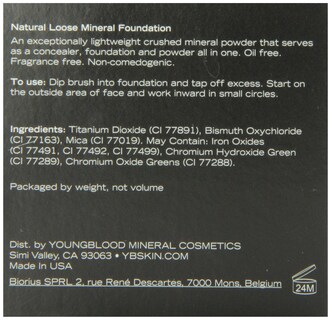 Natural Loose Mineral Foundation
An exceptionally lightweight crushed mineral powder that serves
as a concealer, foundation and powder all in one. Oil free.
Fragrance free. Non-comedogenic.
To use: Dip brush into foundation and tap off excess. Start on
the outside area of face and work inward in small circles.
Ingredients: Titanium Dioxide (CI 77891), Bismuth Oxychloride
(CI 77163), Mica (CI 77019). May Contain: Iron Oxides
(CI 77491, CI 77492, CI 77499), Chromium Hydroxide Green
(CI 77289), Chromium Oxide Greens (CI 77288).
Packaged by weight, not volume
Dist. by YOUNGBLOOD MINERAL COSMETICS
Simi Valley, CA 93063 • YBSKIN.COM
Made In USA
Biorius SPRL 2, rue René Descartes, 7000 Mons, Belgium
24M